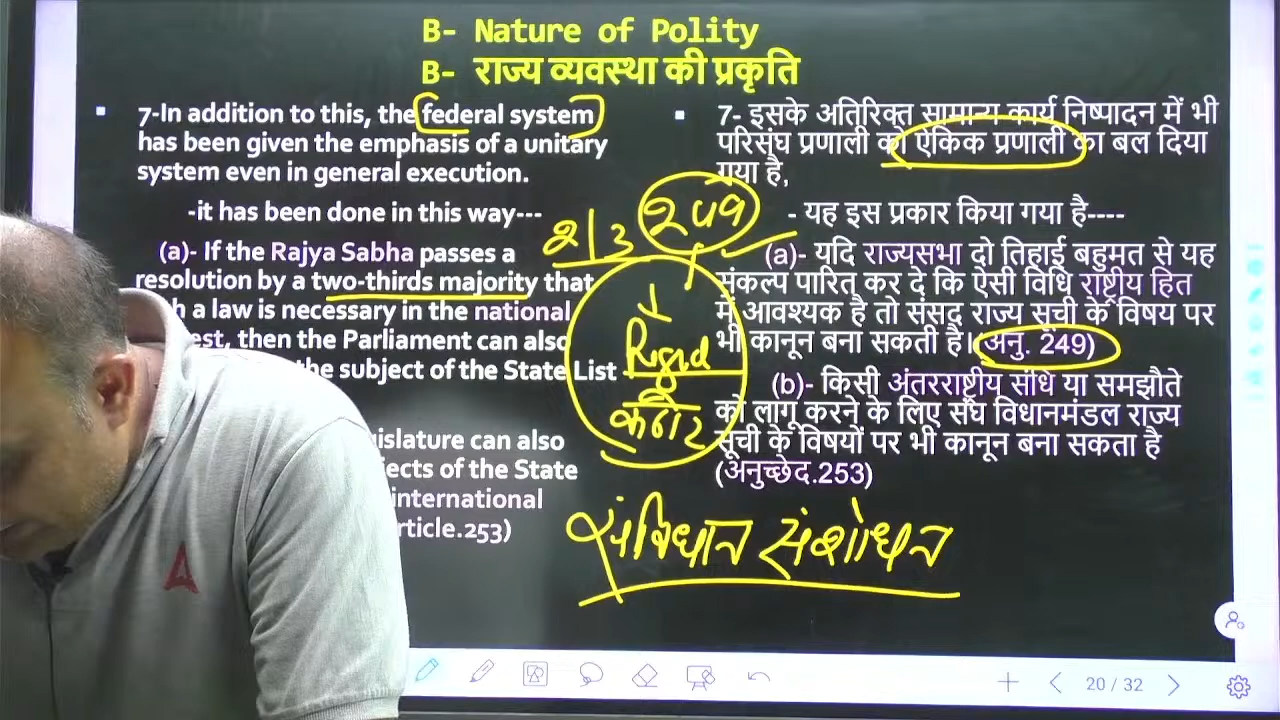 B- Nature of Polity
B- राज्य व्यवस्था की प्रकृति
7-In addition to this, the federal system
has been given the emphasis of a unitary
system even in general execution.
-it has been done in this way---
(a)- If the Rajya Sabha passes a
resolution by a two-thirds majority that
a law is necessary in the national
then the Parliament can also
the subject of the State List
can also
of the State
international
7- इसके अतिरिक्त सामान्य कार्य निष्पादन में भी
परिसंघ प्रणाली को ऐकिक प्रणाली का बल दिया
गया है,
- यह इस प्रकार किया गया है----
(a)- यदि राज्यसभा दो तिहाई बहुमत से यह
संकल्प पारित कर दे कि ऐसी विधि राष्ट्रीय हित
में आवश्यक है तो संसद राज्य सूची के विषय पर
भी कानून बना सकती है। (अनु. 249)
(b)- किसी अंतरराष्ट्रीय संधि या समझौते
को लागू करने के लिए संघ विधानमंडल राज्य
सूची के विषयों पर भी कानून बना सकता है
(अनुच्छेद.253)
2/3
Rigid
कठोर
संविधान संशोधन
20 / 32